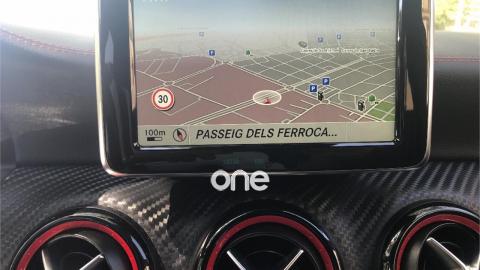 P
P
P
P
30
100m
PASSEIG DELS FERROCA...
one